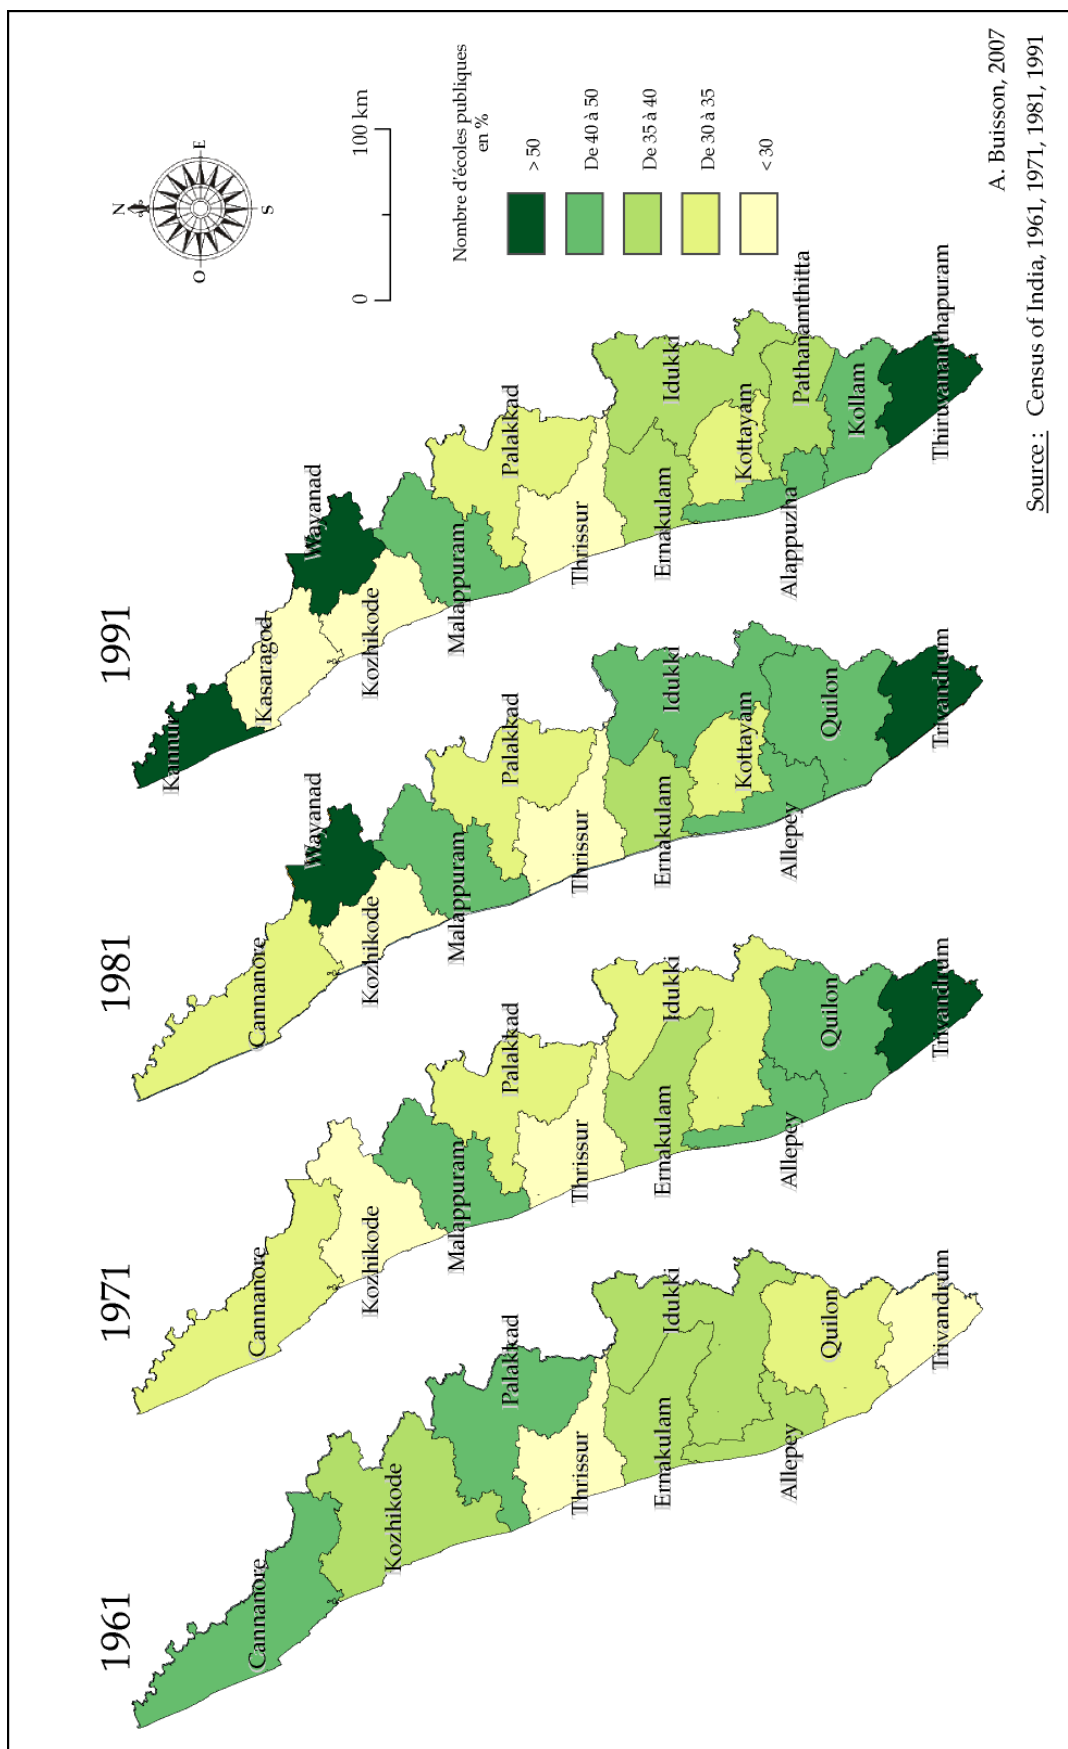 1961
1971
1981
1991
Cannanore
Kozhikode
Palakkad
Thrissur
Ernakulam
Idukki
Allepey
Quilon
Trivandrum
Cannanore
Kozhikode
Malappuram
Palakkad
Thrissur
Ernakulam
Idukki
Allepey
Quilon
Trivandrum
Cannanore
Wayanad
Kozhikode
Malappuram
Palakkad
Thrissur
Ernakulam
Idukki
Kottayam
Allepey
Quilon
Trivandrum
Kannur
Kasaragod
Wayanad
Kozhikode
Malappuram
Palakkad
Thrissur
Ernakulam
Idukki
Kottayam
Alappuzha
Pathanamthitta
Kollam
Thiruvananthapuram
N
O
E
S
0
100 km
Nombre d'écoles publiques
en %
> 50
De 40 à 50
De 35 à 40
De 30 à 35
< 30
A. Buisson, 2007
Source : Census of India, 1961, 1971, 1981, 1991